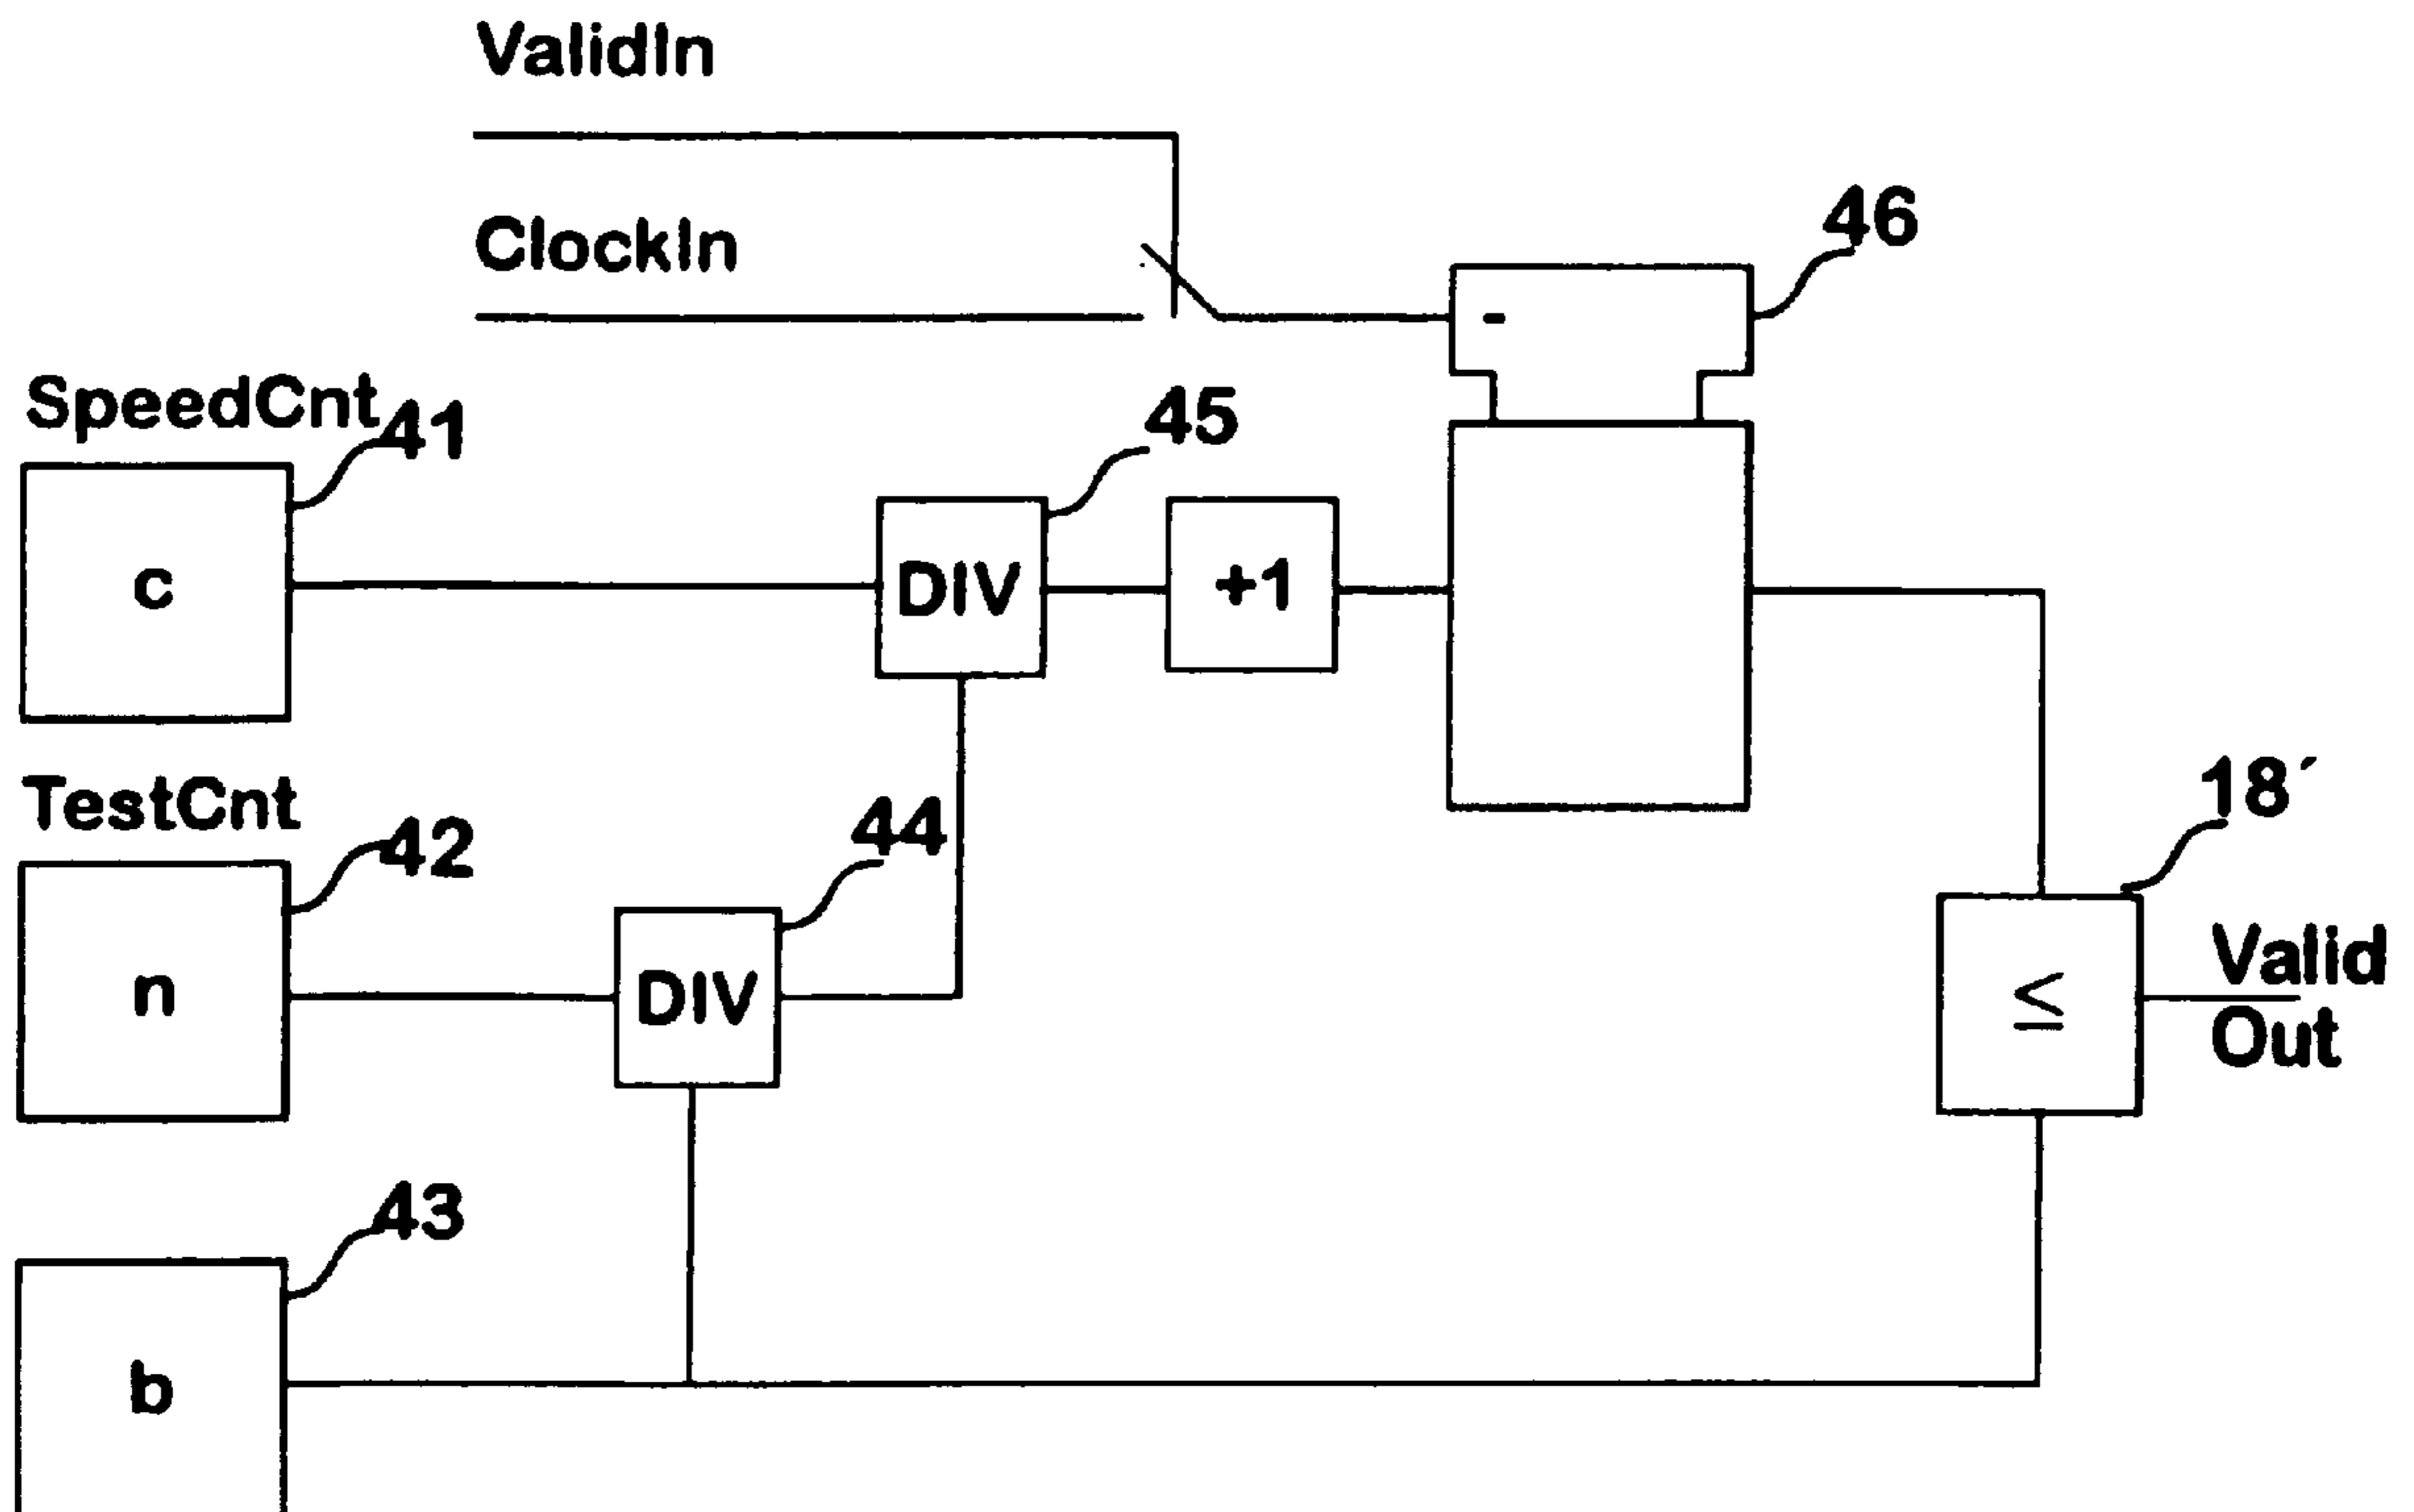 ValidIn
ClockIn
46
-
SpeedCnt
41
45
c
DIV
+1
TestCnt
42
44
18´
n
DIV
≤
Valid
Out
43
b